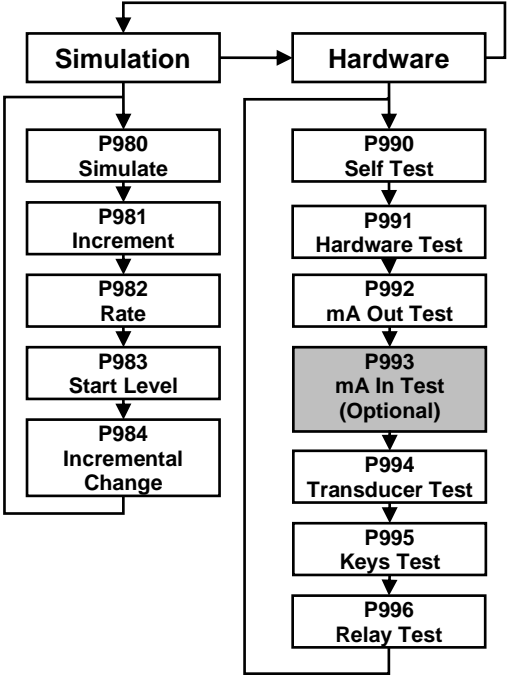 Simulation
Hardware
P980
Simulate
P981
Increment
P982
Rate
P983
Start Level
P984
Incremental
Change
P990
Self Test
P991
Hardware Test
P992
mA Out Test
P993
mA In Test
(Optional)
P994
Transducer Test
P995
Keys Test
P996
Relay Test